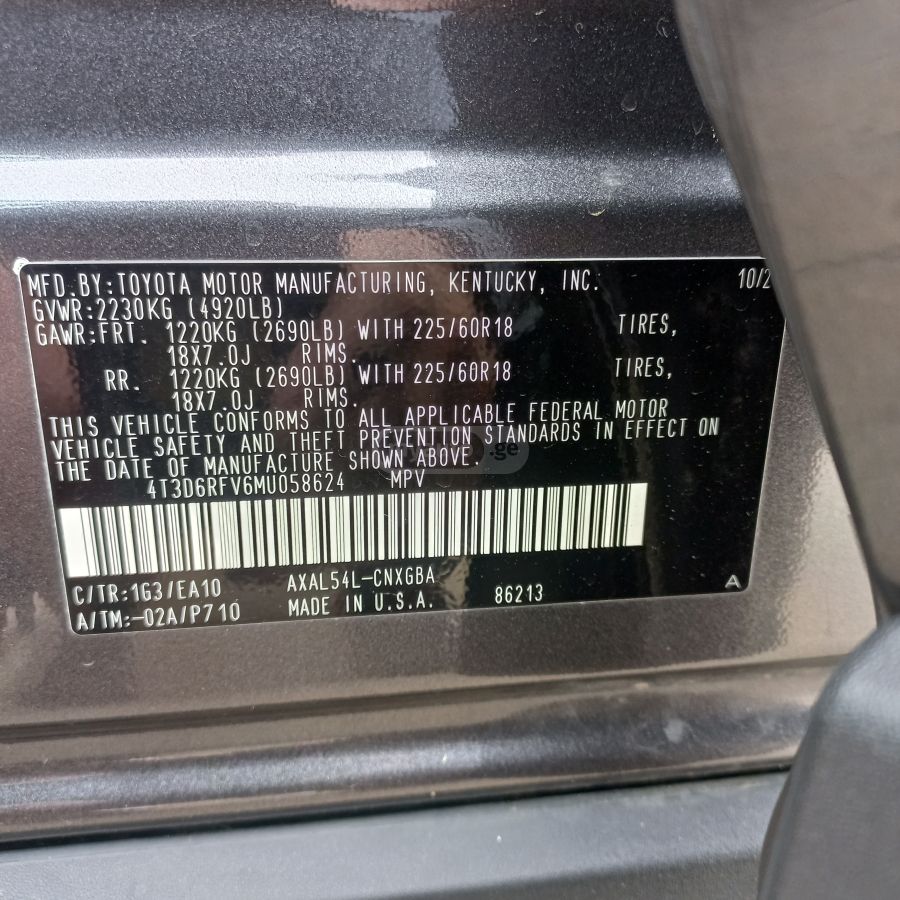 MFD.BY:TOYOTA MOTOR MANUFACTURING, KENTUCKY, INC. 10/2
GVWR:2230KG (4920LB)
GAWR:FRT. 1220KG (2690LB) WITH 225/60R18 TIRES,
18X7.0J RIMS.
RR. 1220KG (2690LB) WITH 225/60R18 TIRES,
18X7.0J RIMS.
THIS VEHICLE CONFORMS TO ALL APPLICABLE FEDERAL MOTOR
VEHICLE SAFETY AND THEFT PREVENTION STANDARDS IN EFFECT ON
THE DATE OF MANUFACTURE SHOWN ABOVE.
.ge
4T3D6RFV6MU058624 MPV
C/TR:1G3/EA10 AXAL54L-CNXGBA A
A/TM:-02A/P710 MADE IN U.S.A. 86213